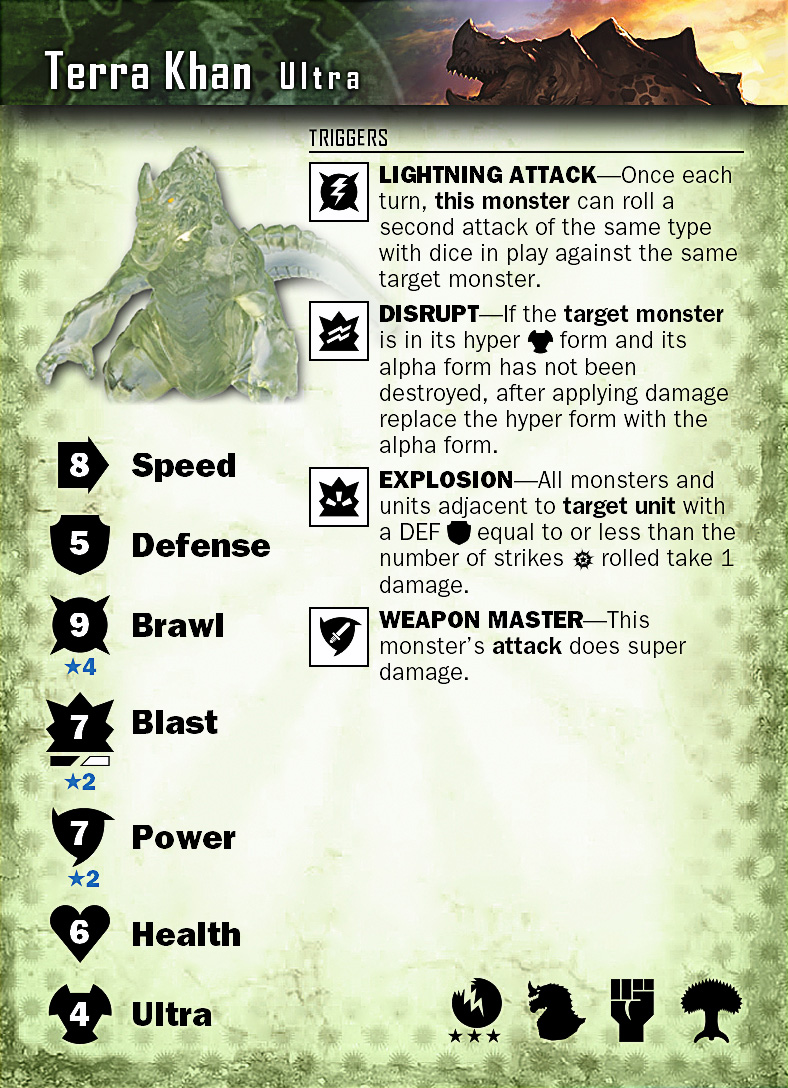 Terra Khan Ultra
TRIGGERS
LIGHTNING ATTACK—Once each
turn, this monster can roll a
second attack of the same type
with dice in play against the same
target monster.
DISRUPT—If the target monster
is in its hyper form and its
alpha form has not been
destroyed, after applying damage
replace the hyper form with the
alpha form.
EXPLOSION—All monsters and
units adjacent to target unit with
a DEF equal to or less than the
number of strikes rolled take 1
damage.
WEAPON MASTER—This
monster's attack does super
damage.
8 Speed
5 Defense
9 Brawl
★4
7 Blast
★2
7 Power
★2
6 Health
4 Ultra
★★★